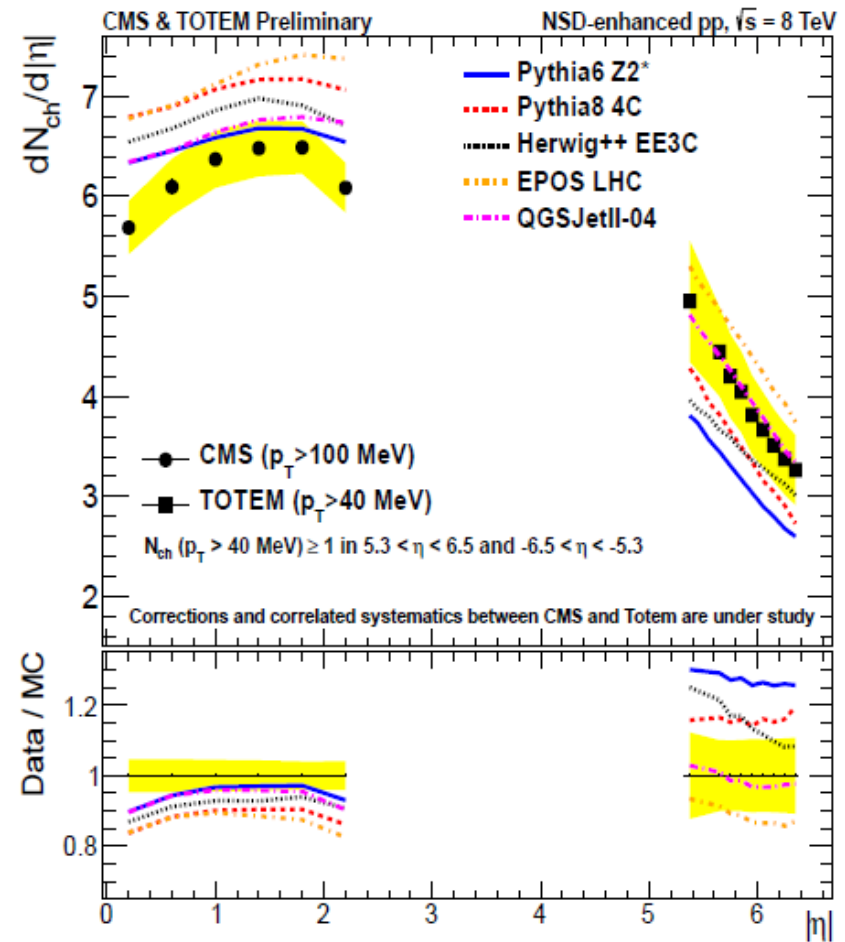 CMS & TOTEM Preliminary NSD-enhanced pp, √s = 8 TeV
dN_ch/d|η|
7
6
5
4
3
2
Pythia6 Z2*
Pythia8 4C
Herwig++ EE3C
EPOS LHC
QGSJetII-04
CMS (p_T>100 MeV)
TOTEM (p_T>40 MeV)
N_ch (p_T > 40 MeV) ≥ 1 in 5.3 < η < 6.5 and -6.5 < η < -5.3
Corrections and correlated systematics between CMS and Totem are under study
Data / MC
1.2
1
0.8
0 1 2 3 4 5 6 |η|